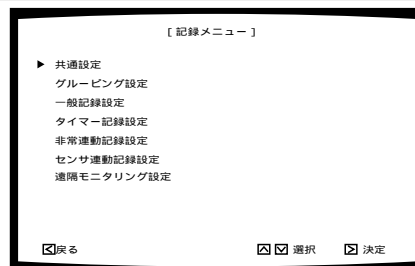 [ 記録メニュー ]
▶ 共通設定
グルーピング設定
一般記録設定
タイマー記録設定
非常連動記録設定
センサ連動記録設定
遠隔モニタリング設定
戻る 選択 決定